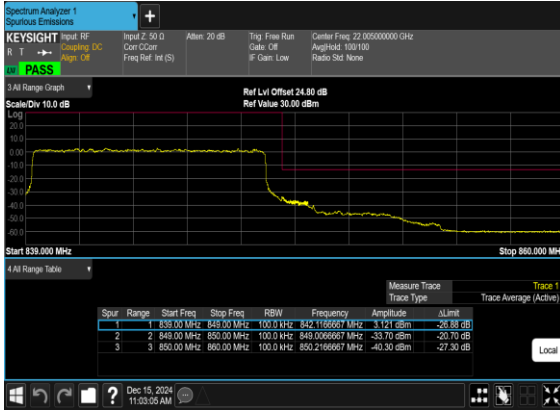 Spectrum Analyzer 1
Spurious Emissions
+
KEYSIGHT
R T
PASS
Input: RF
Coupling: DC
Align: Off
Input Z: 50 Ω
Corr CCorr
Freq Ref: Int (S)
Atten: 20 dB
Trig: Free Run
Gate: Off
IF Gain: Low
Center Freq: 22.005000000 GHz
Avg|Hold: 100/100
Radio Std: None
3 All Range Graph
Scale/Div 10.0 dB
Ref Lvl Offset 24.80 dB
Ref Value 30.00 dBm
Log
20.0
10.0
0.00
-10.0
-20.0
-30.0
-40.0
-50.0
-60.0
Start 839.000 MHz
Stop 860.000 MH
4 All Range Table
Measure Trace Trace 1
Trace Type Trace Average (Active)
Spur Range Start Freq Stop Freq RBW Frequency Amplitude ΔLimit
1 1 839.00 MHz 849.00 MHz 100.0 kHz 842.1166667 MHz 3.121 dBm -26.88 dB
2 2 849.00 MHz 850.00 MHz 100.0 kHz 849.0066667 MHz -33.70 dBm -20.70 dB
3 3 850.00 MHz 860.00 MHz 100.0 kHz 850.2166667 MHz -40.30 dBm -27.30 dB
Local
?
Dec 15, 2024
11:03:05 AM